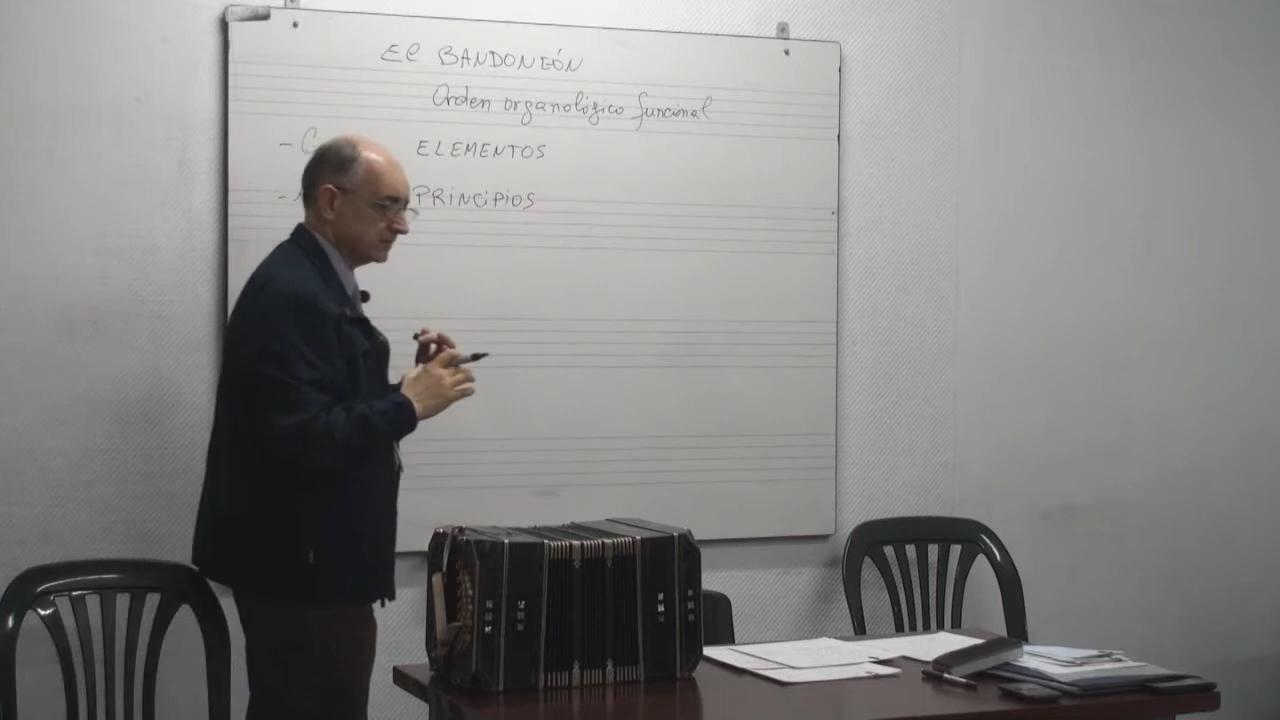 El BANDONEÓN
Orden organológico funcional
- ELEMENTOS
- PRINCIPIOS